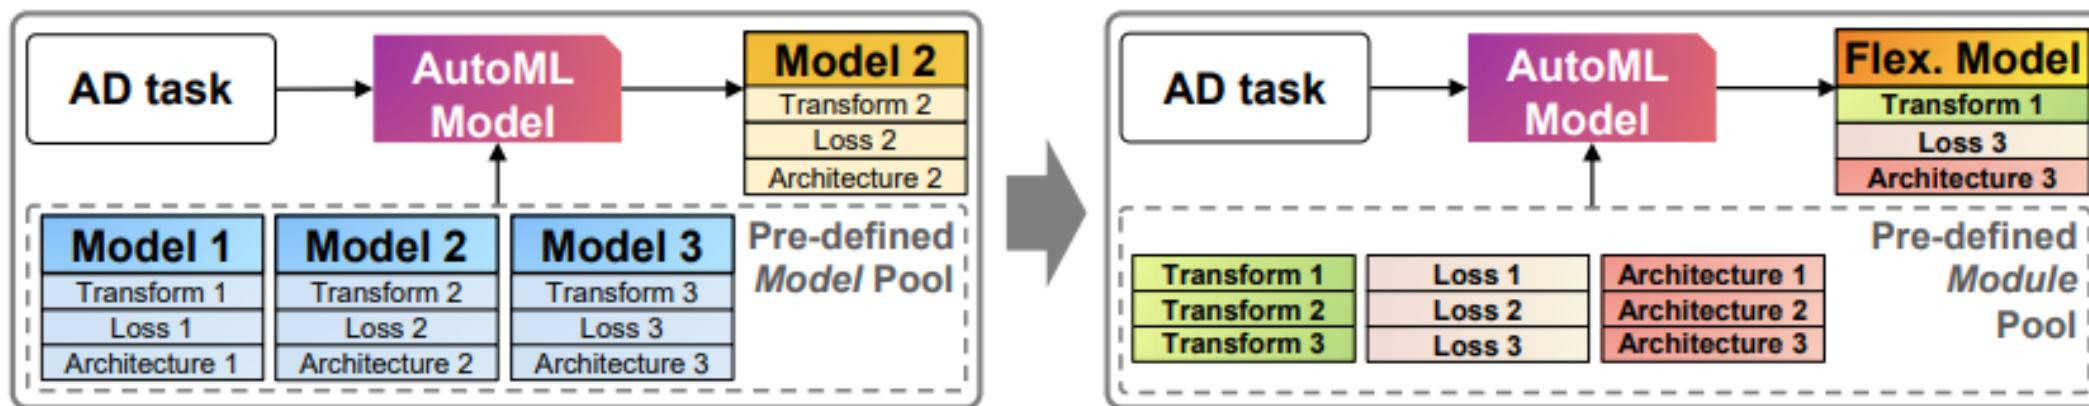 AD task
AutoML
Model
Model 2
Transform 2
Loss 2
Architecture 2
Model 1
Transform 1
Loss 1
Architecture 1
Model 2
Transform 2
Loss 2
Architecture 2
Model 3
Transform 3
Loss 3
Architecture 3
Pre-defined
Model Pool
AD task
AutoML
Model
Flex. Model
Transform 1
Loss 3
Architecture 3
Transform 1
Transform 2
Transform 3
Loss 1
Loss 2
Loss 3
Architecture 1
Architecture 2
Architecture 3
Pre-defined
Module
Pool